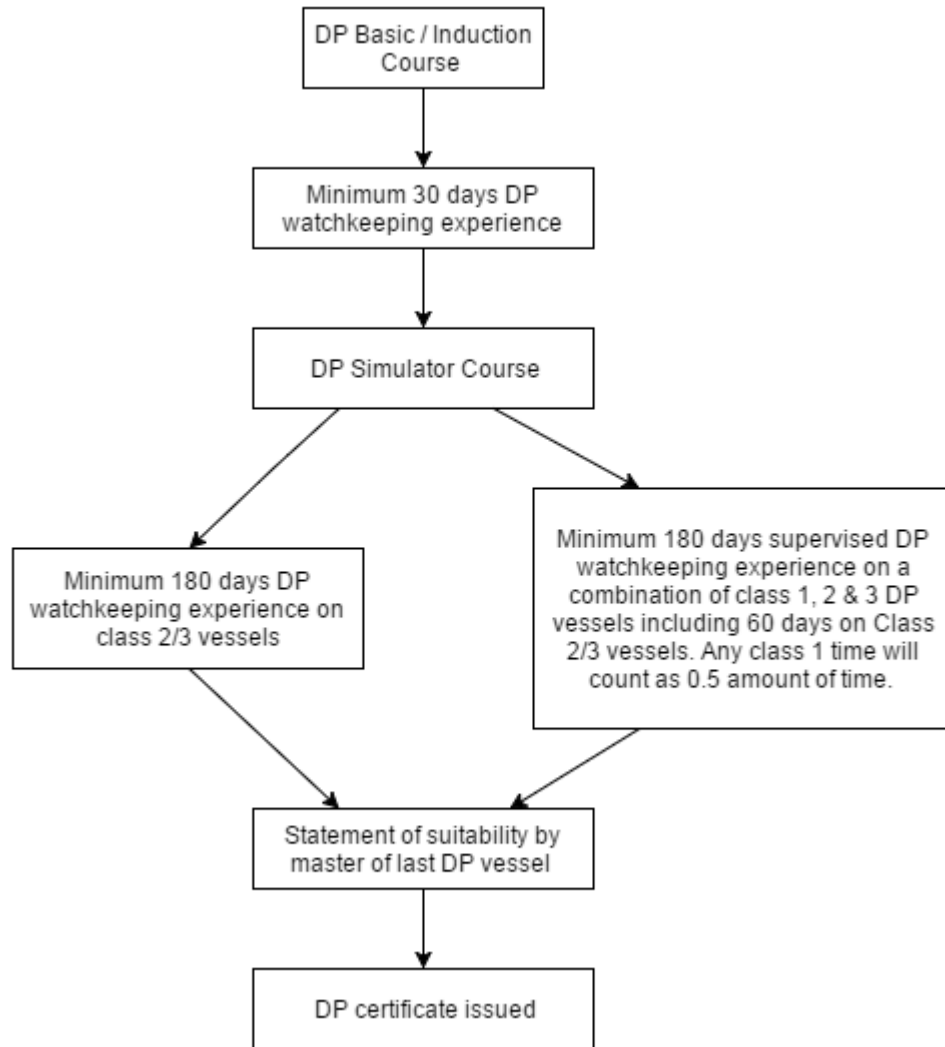 DP Basic / Induction
Course
Minimum 30 days DP
watchkeeping experience
DP Simulator Course
Minimum 180 days DP
watchkeeping experience on
class 2/3 vessels
Minimum 180 days supervised DP
watchkeeping experience on a
combination of class 1, 2 & 3 DP
vessels including 60 days on Class
2/3 vessels. Any class 1 time will
count as 0.5 amount of time.
Statement of suitability by
master of last DP vessel
DP certificate issued